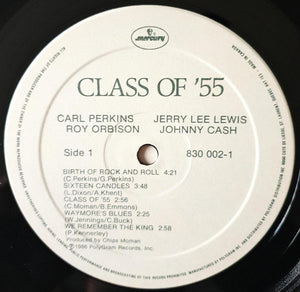 mercury
CLASS OF '55
CARL PERKINS JERRY LEE LEWIS
ROY ORBISON JOHNNY CASH
Side 1 830 002-1
BIRTH OF ROCK AND ROLL 4:21
(C.Perkins/G.Perkins)
SIXTEEN CANDLES 3:48
(L.Dixon/A.Khent)
CLASS OF '55 2:26
(C.Moman/B.Emmons)
WAYMORE'S BLUES 2:25
(W.Jennings/C.Buck)
WE REMEMBER THE KING 2:58
(P.Kennerley)
Produced by Chips Moman
℗1986 PolyGram Records, Inc.